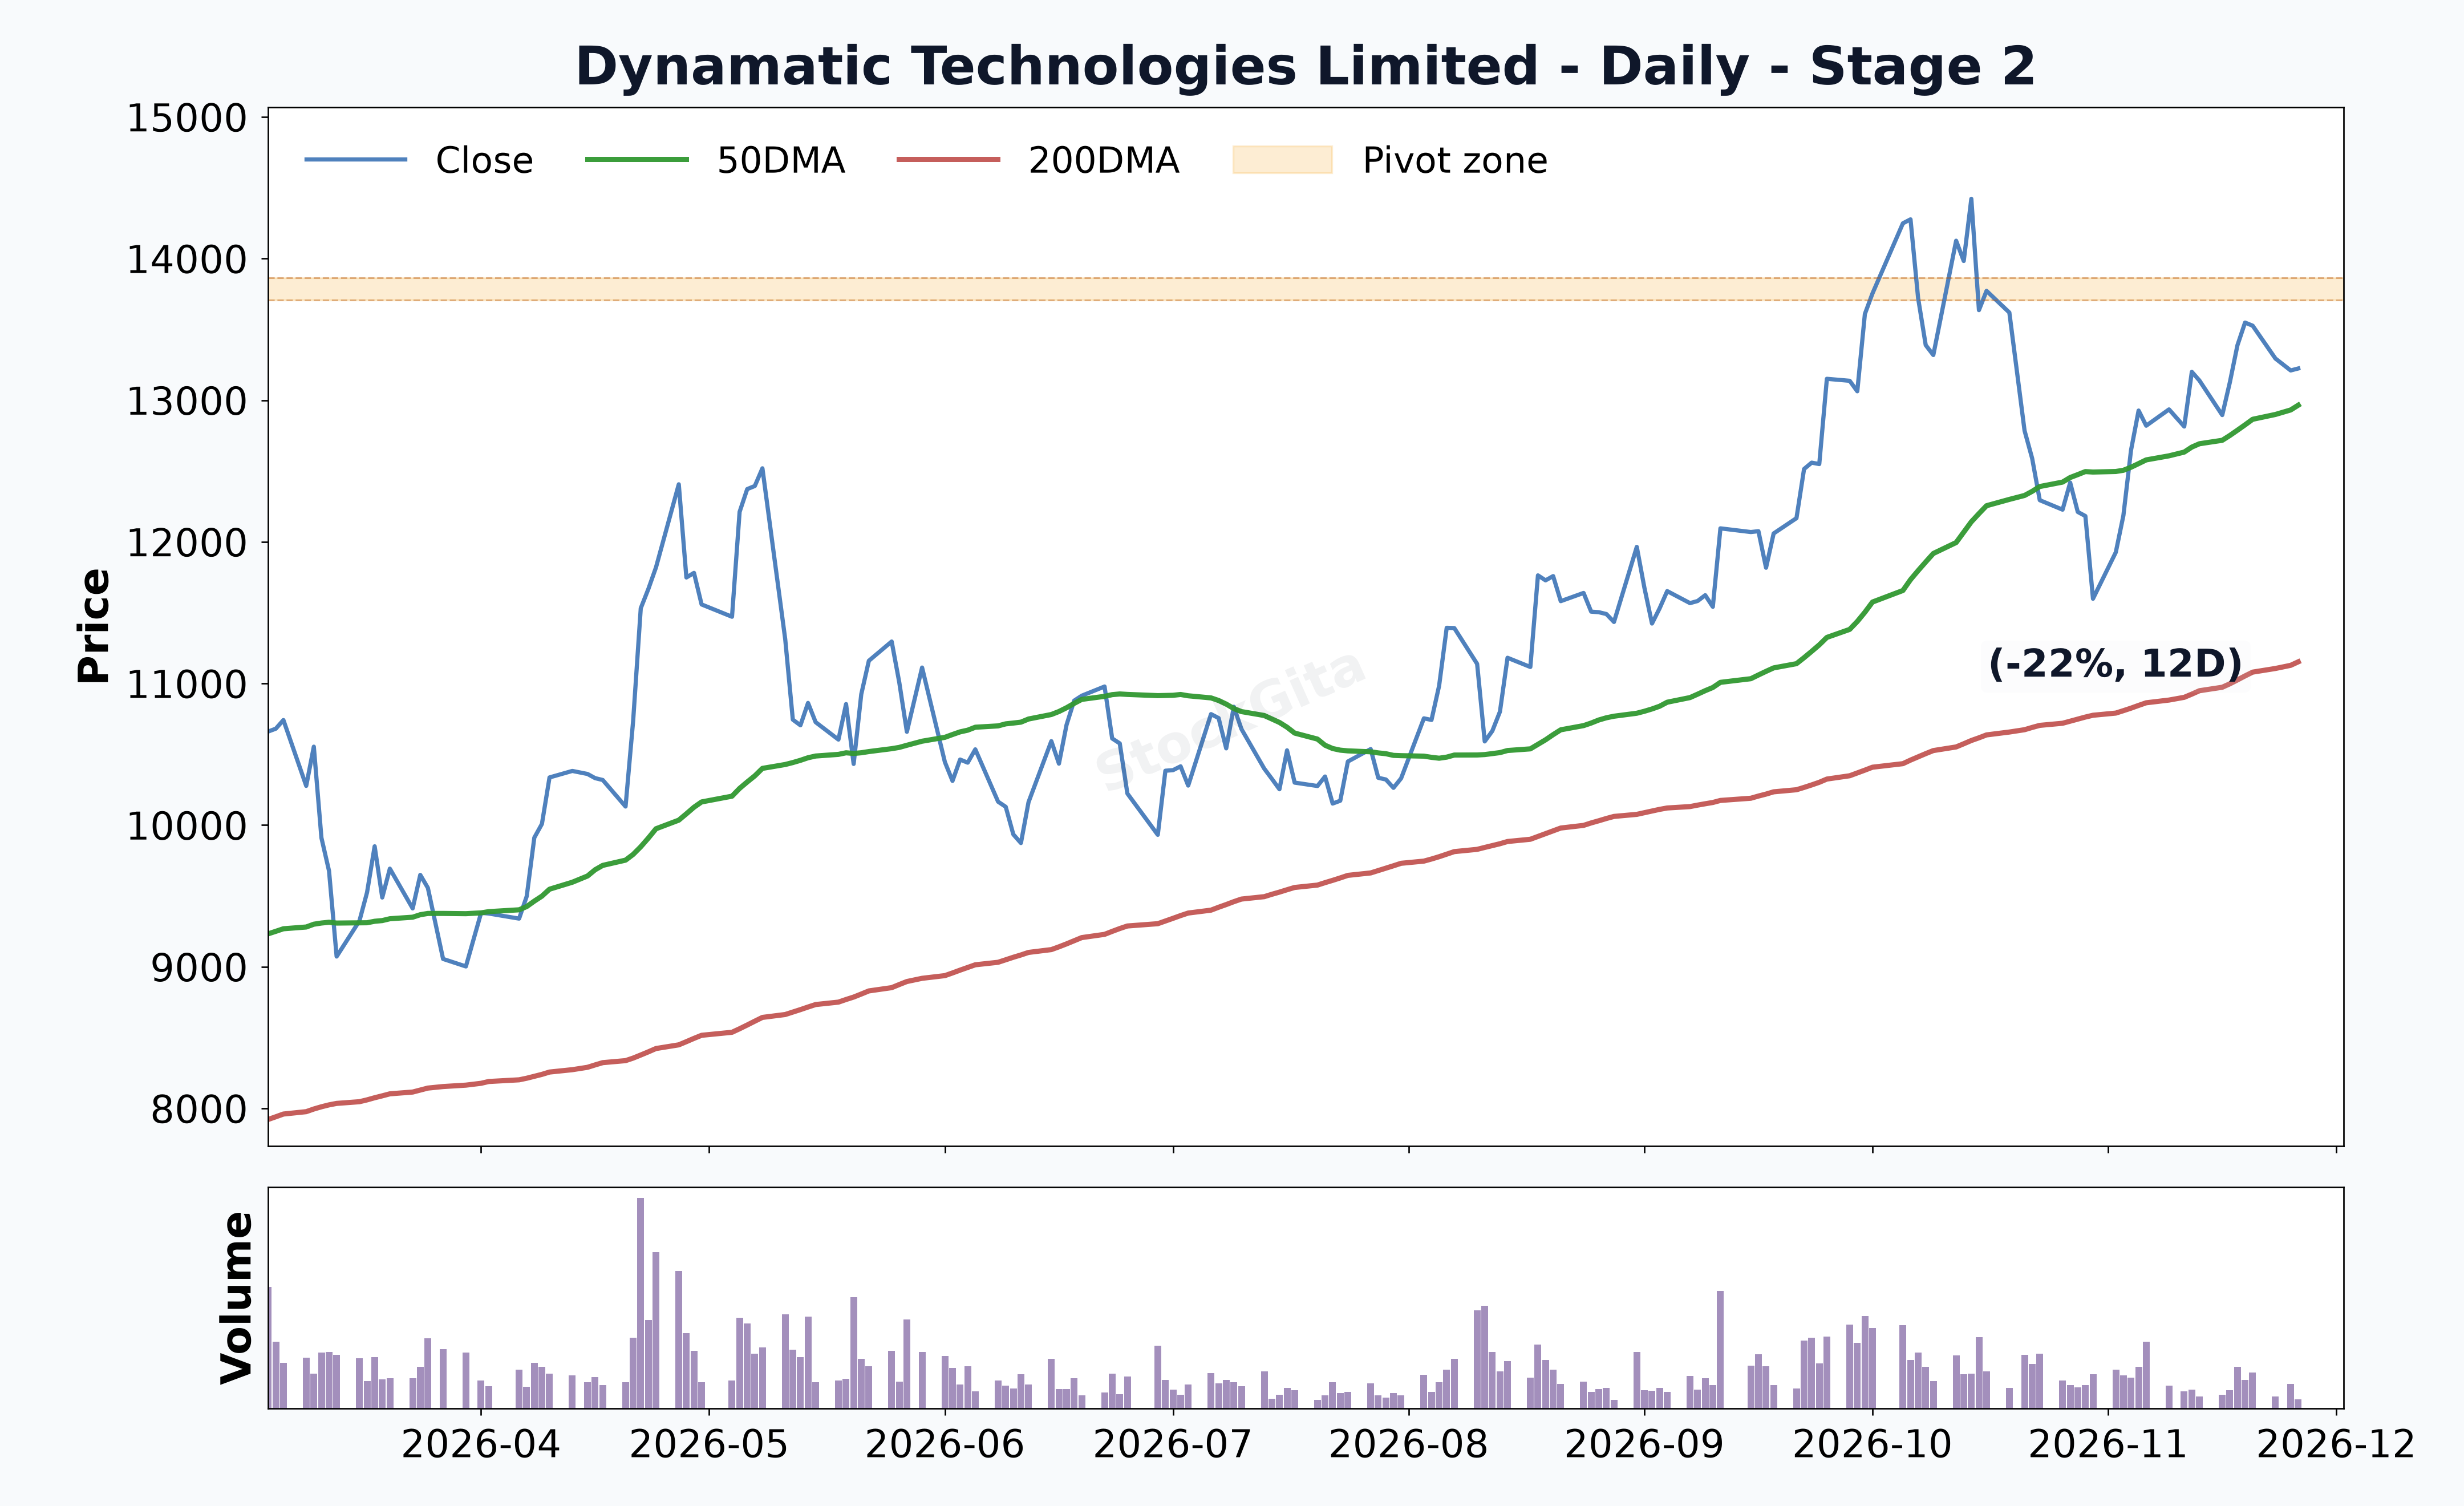 Dynamatic Technologies Limited - Daily - Stage 2
15000
Close 50DMA 200DMA Pivot zone
14000
13000
12000
11000
10000
9000
8000
Price
(-22%, 12D)
StockGita
Volume
2026-04 2026-05 2026-06 2026-07 2026-08 2026-09 2026-10 2026-11 2026-12